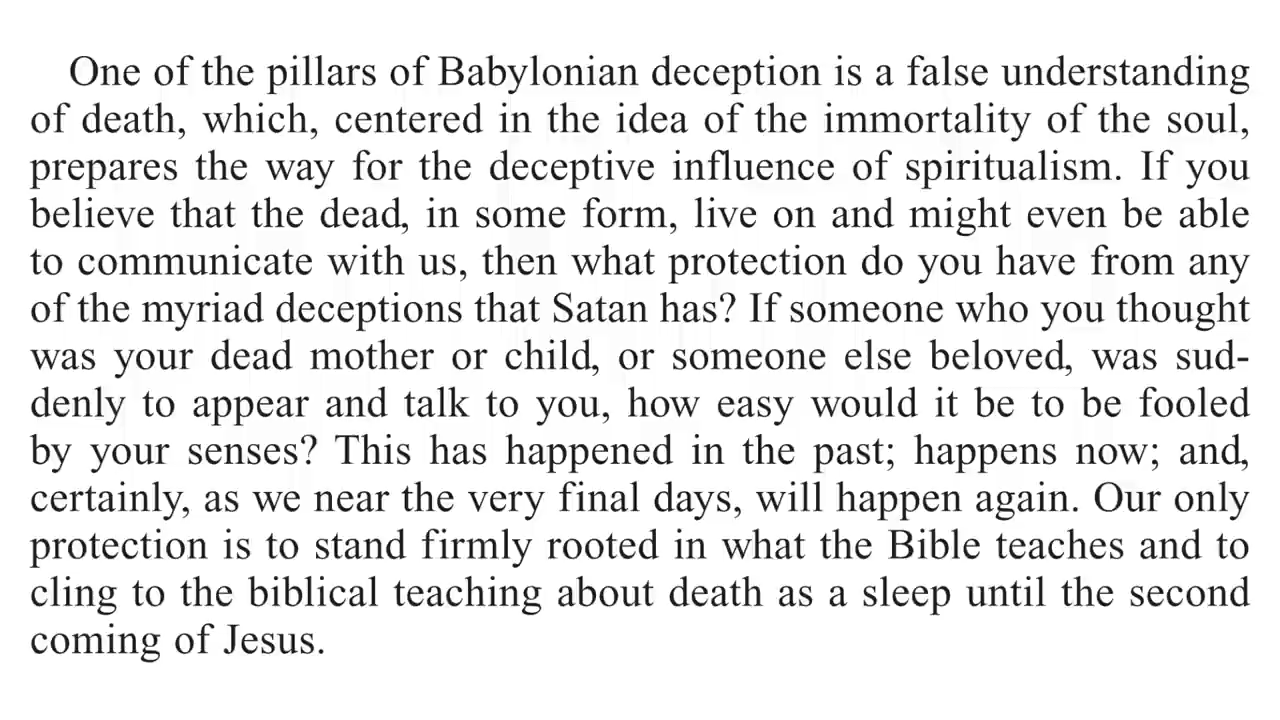 One of the pillars of Babylonian deception is a false understanding
of death, which, centered in the idea of the immortality of the soul,
prepares the way for the deceptive influence of spiritualism. If you
believe that the dead, in some form, live on and might even be able
to communicate with us, then what protection do you have from any
of the myriad deceptions that Satan has? If someone who you thought
was your dead mother or child, or someone else beloved, was sud-
denly to appear and talk to you, how easy would it be to be fooled
by your senses? This has happened in the past; happens now; and,
certainly, as we near the very final days, will happen again. Our only
protection is to stand firmly rooted in what the Bible teaches and to
cling to the biblical teaching about death as a sleep until the second
coming of Jesus.